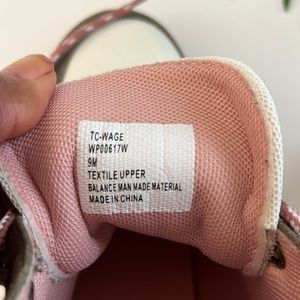 TC-WAGE
WP00617W
9M
TEXTILE UPPER
BALANCE MAN MADE MATERIAL
MADE IN CHINA